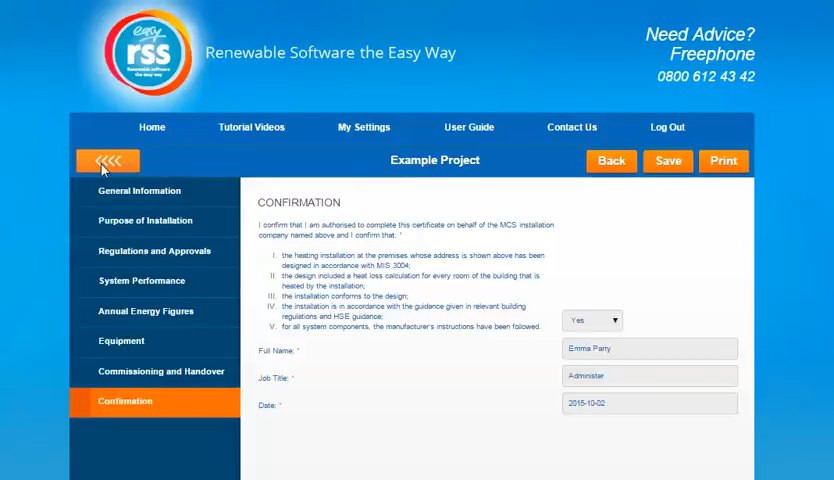 easy
rss
Renewable software
the easy way
Renewable Software the Easy Way
Need Advice?
Freephone
0800 612 43 42
Home
Tutorial Videos
My Settings
User Guide
Contact Us
Log Out
<<<<
Example Project
Back
Save
Print
General Information
Purpose of Installation
Regulations and Approvals
System Performance
Annual Energy Figures
Equipment
Commissioning and Handover
Confirmation
CONFIRMATION
I confirm that I am authorised to complete this certificate on behalf of the MCS installation
company named above and I confirm that: *
I. the heating installation at the premises whose address is shown above has been
designed in accordance with MIS 3004;
II. the design included a heat loss calculation for every room of the building that is
heated by the installation;
III. the installation conforms to the design;
IV. the installation is in accordance with the guidance given in relevant building
regulations and HSE guidance;
V. for all system components, the manufacturer's instructions have been followed.
Yes
Full Name: *
Emma Parry
Job Title: *
Administer
Date: *
2015-10-02